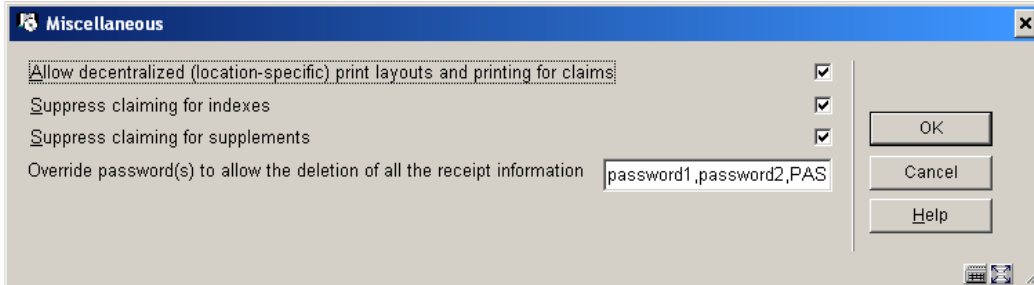 Miscellaneous
Allow decentralized (location-specific) print layouts and printing for claims
Suppress claiming for indexes
Suppress claiming for supplements
OK
Override password(s) to allow the deletion of all the receipt information password1,password2,PAS
Cancel
Help